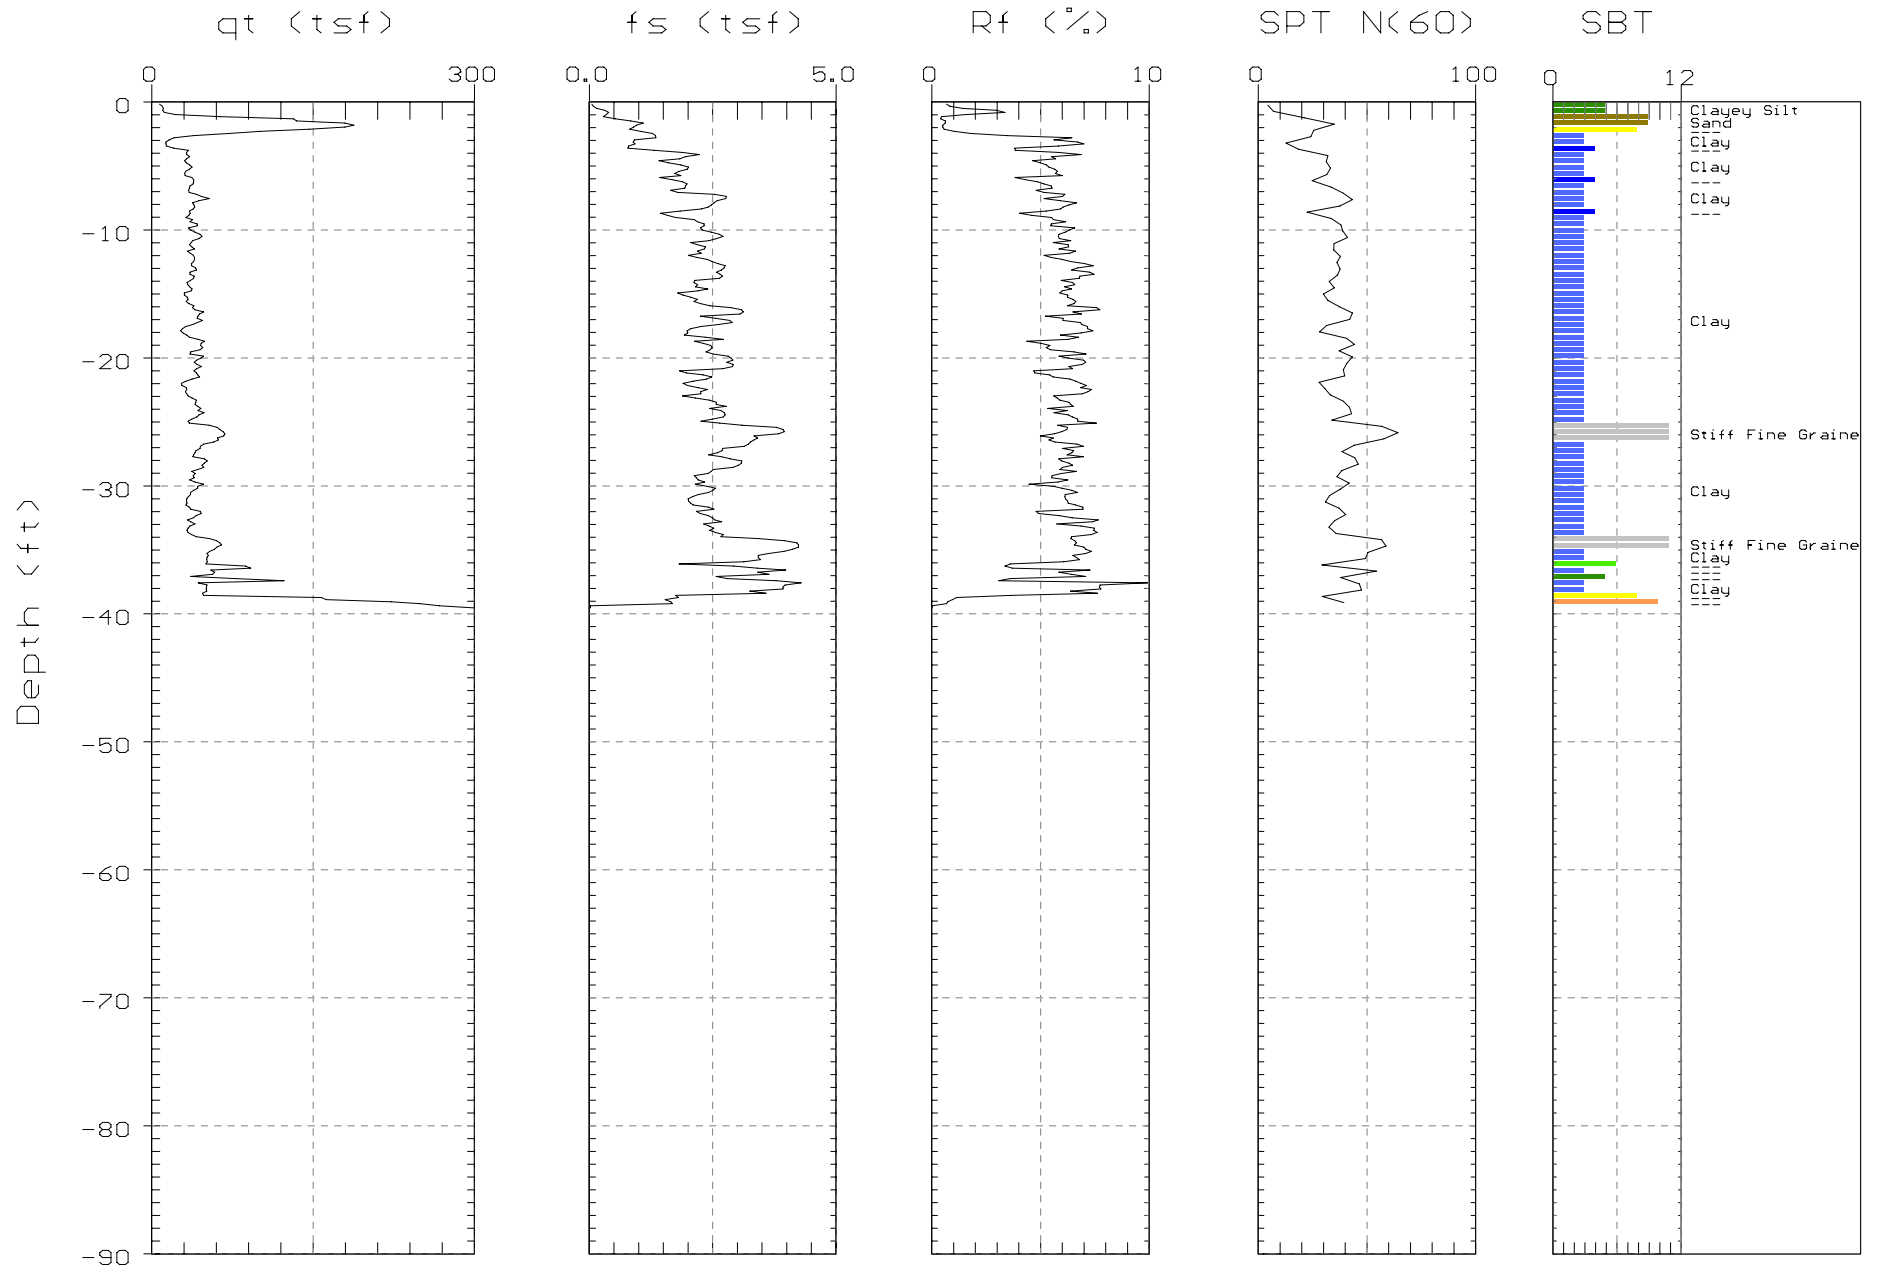 qt (tsf) fs (tsf) Rf (%) SPT N(60) SBT
0 300 0.0 5.0 0 10 0 100 0 12
0
-10
-20
-30
-40
-50
-60
-70
-80
-90
Depth (ft)
Clayey Silt
Sand
---
Clay
---
Clay
---
Clay
---
Clay
Stiff Fine Graine
Clay
Stiff Fine Graine
Clay
---
---
---
Clay
---
---